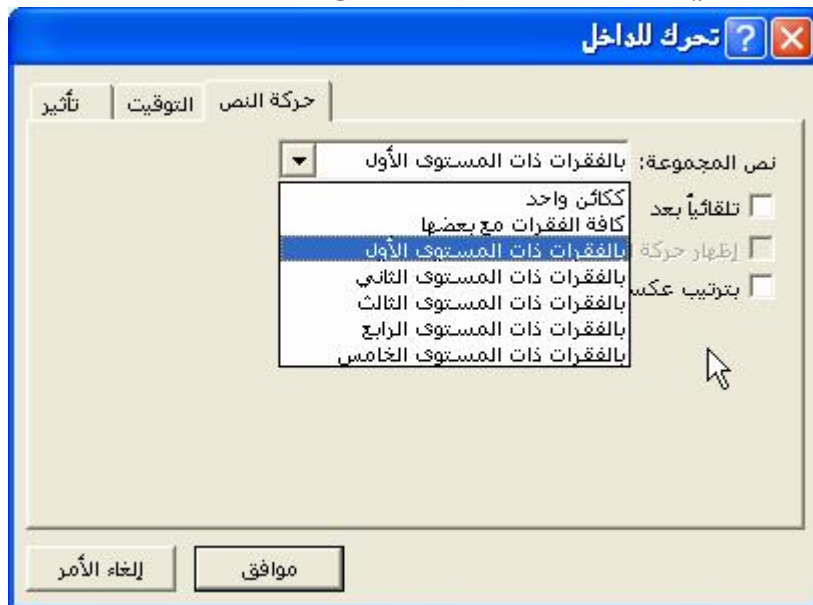 تحرك للداخل
تأثير التوقيت حركة النص
نص المجموعة: بالفقرات ذات المستوى الأول
ككائن واحد
تلقائياً بعد
كافة الفقرات مع بعضها
إظهار حركة
بالفقرات ذات المستوى الأول
بالفقرات ذات المستوى الثاني
بترتيب عكس
بالفقرات ذات المستوى الثالث
بالفقرات ذات المستوى الرابع
بالفقرات ذات المستوى الخامس
موافق
إلغاء الأمر